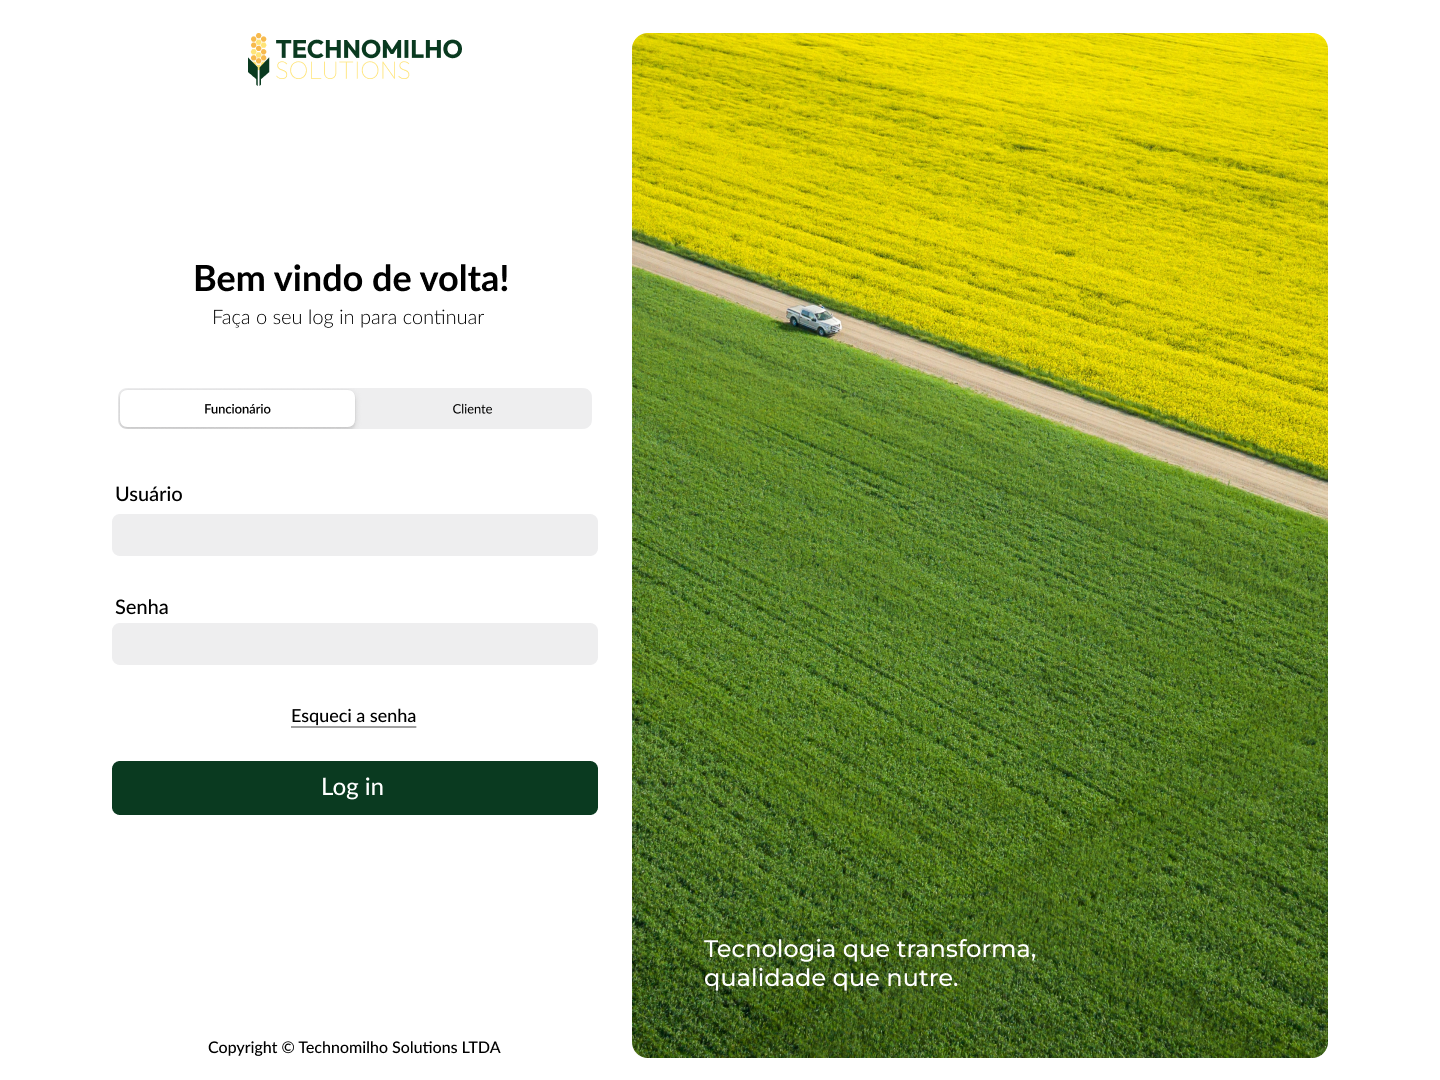 TECHNOMILHO
SOLUTIONS
Bem vindo de volta!
Faça o seu log in para continuar
Funcionário
Cliente
Usuário
Senha
Esqueci a senha
Log in
Copyright © Technomilho Solutions LTDA
Tecnologia que transforma,
qualidade que nutre.